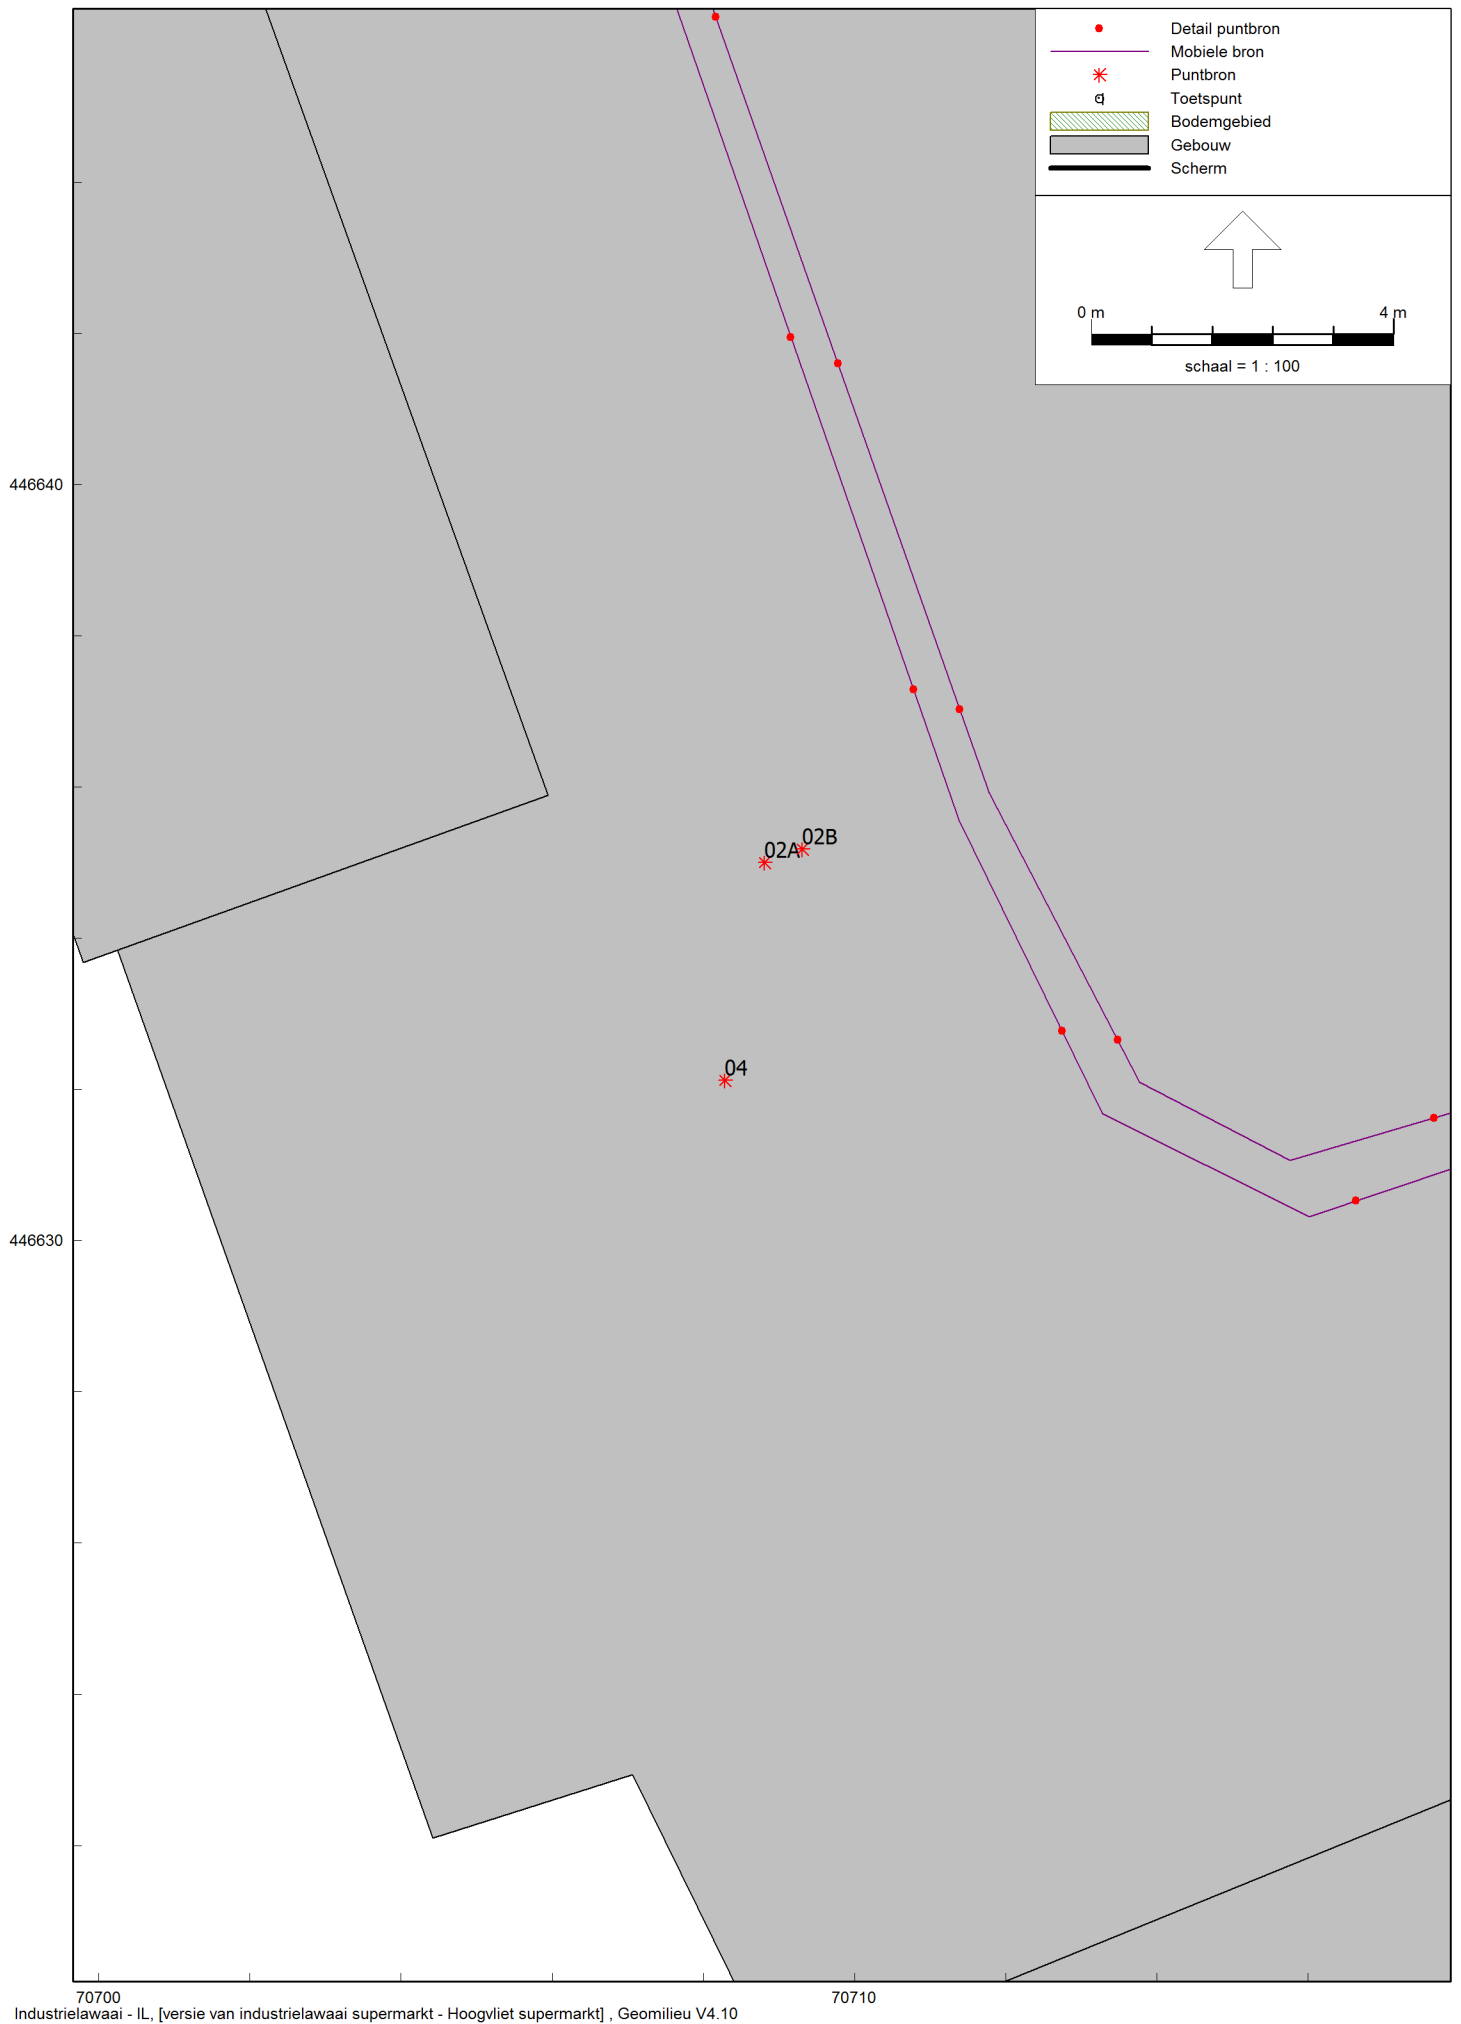 Detail puntbron
Mobiele bron
Puntbron
Toetspunt
Bodemgebied
Gebouw
Scherm
0 m 4 m
schaal = 1 : 100
446640
02B
02A
04
446630
70700 70710
Industrielawaai - IL, [versie van industrielawaai supermarkt - Hoogvliet supermarkt] , Geomilieu V4.10